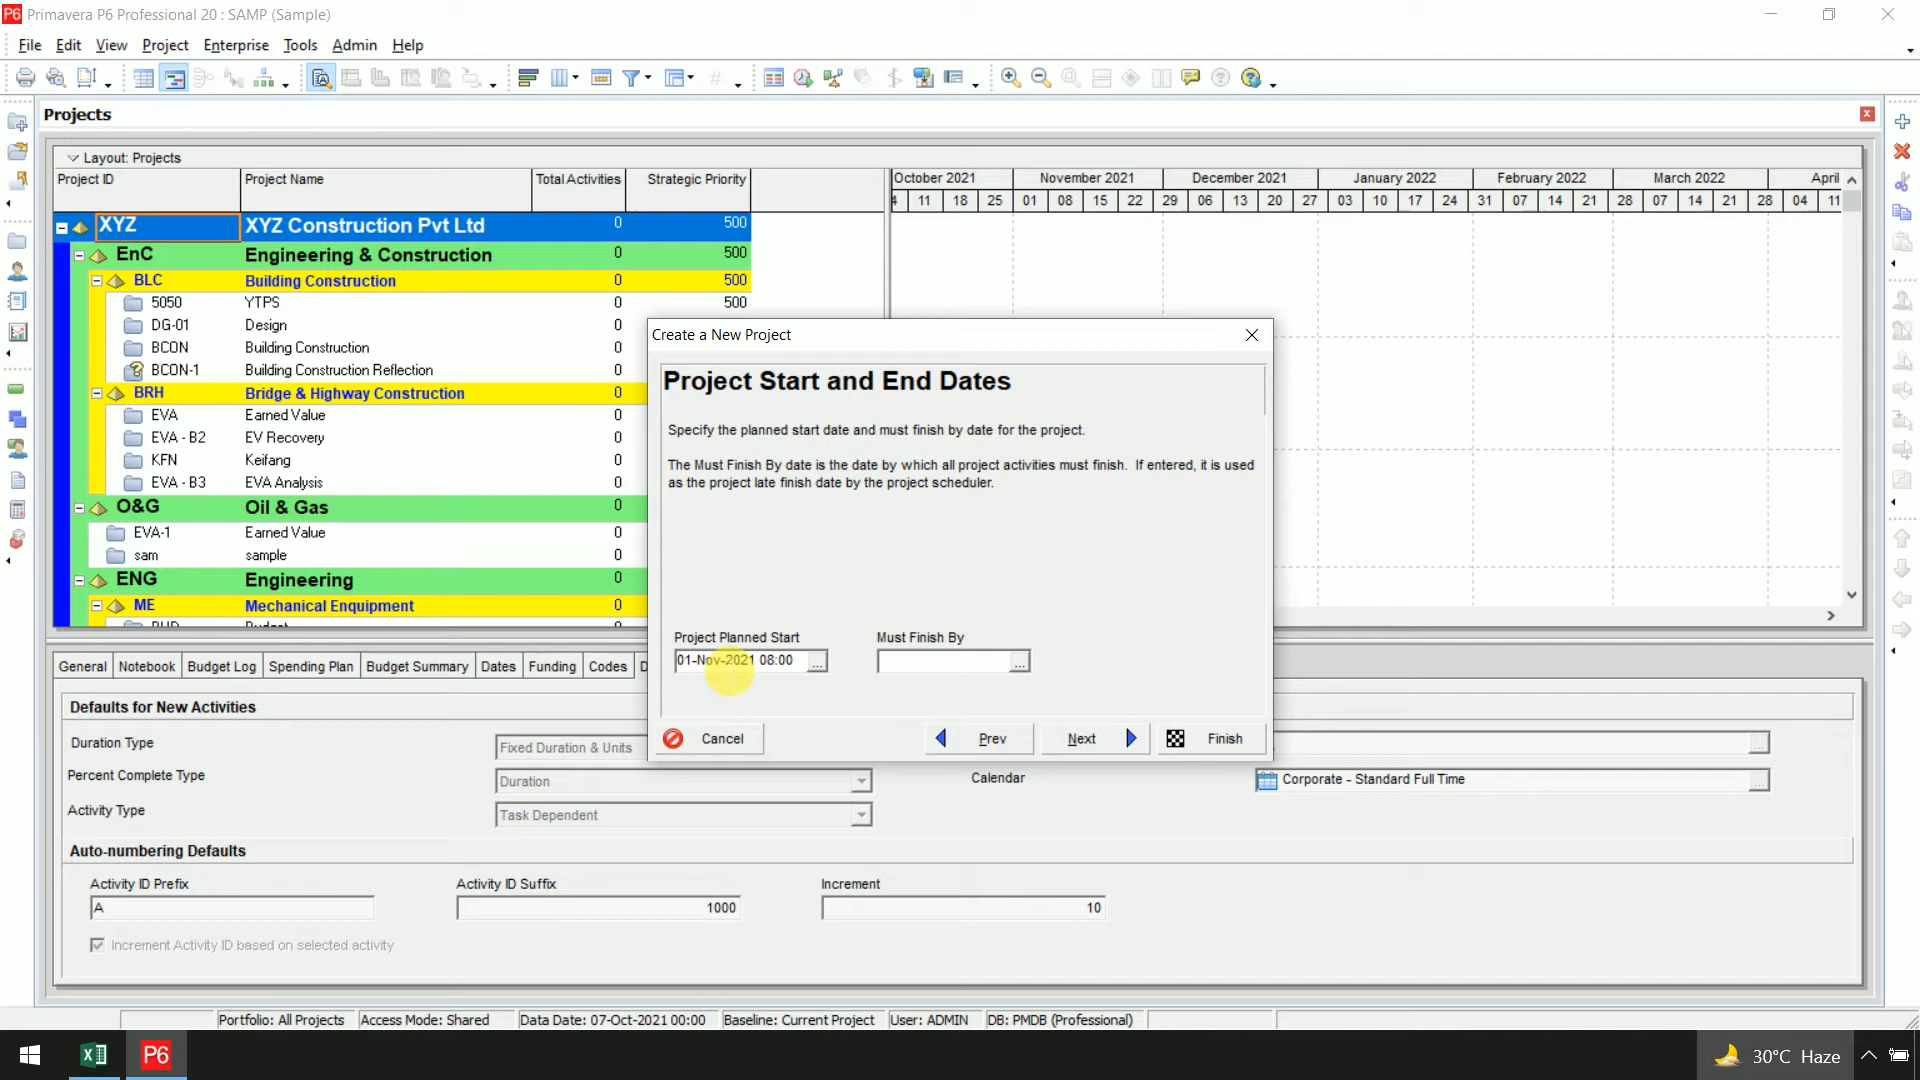 Primavera P6 Professional 20 : SAMP (Sample)
File Edit View Project Enterprise Tools Admin Help
Projects
Layout: Projects
Project ID Project Name Total Activities Strategic Priority
October 2021 November 2021 December 2021 January 2022 February 2022 March 2022 April
4 11 18 25 01 08 15 22 29 06 13 20 27 03 10 17 24 31 07 14 21 28 07 14 21 28 04 11
XYZ XYZ Construction Pvt Ltd 0 500
EnC Engineering & Construction 0 500
BLC Building Construction 0 500
5050 YTPS 0 500
DG-01 Design 0
BCON Building Construction 0
BCON-1 Building Construction Reflection 0
BRH Bridge & Highway Construction 0
EVA Earned Value 0
EVA - B2 EV Recovery 0
KFN Keifang 0
EVA - B3 EVA Analysis 0
O&G Oil & Gas 0
EVA-1 Earned Value 0
sam sample 0
ENG Engineering 0
ME Mechanical Enquipment 0
Create a New Project
Project Start and End Dates
Specify the planned start date and must finish by date for the project.
The Must Finish By date is the date by which all project activities must finish. If entered, it is used
as the project late finish date by the project scheduler.
Project Planned Start Must Finish By
01-Nov-2021 08:00 ... ...
Cancel Prev Next Finish
General Notebook Budget Log Spending Plan Budget Summary Dates Funding Codes D
Defaults for New Activities
Duration Type Fixed Duration & Units
Percent Complete Type Duration Calendar Corporate - Standard Full Time
Activity Type Task Dependent
Auto-numbering Defaults
Activity ID Prefix Activity ID Suffix Increment
A 1000 10
Increment Activity ID based on selected activity
Portfolio: All Projects Access Mode: Shared Data Date: 07-Oct-2021 00:00 Baseline: Current Project User: ADMIN DB: PMDB (Professional)
P6 30°C Haze